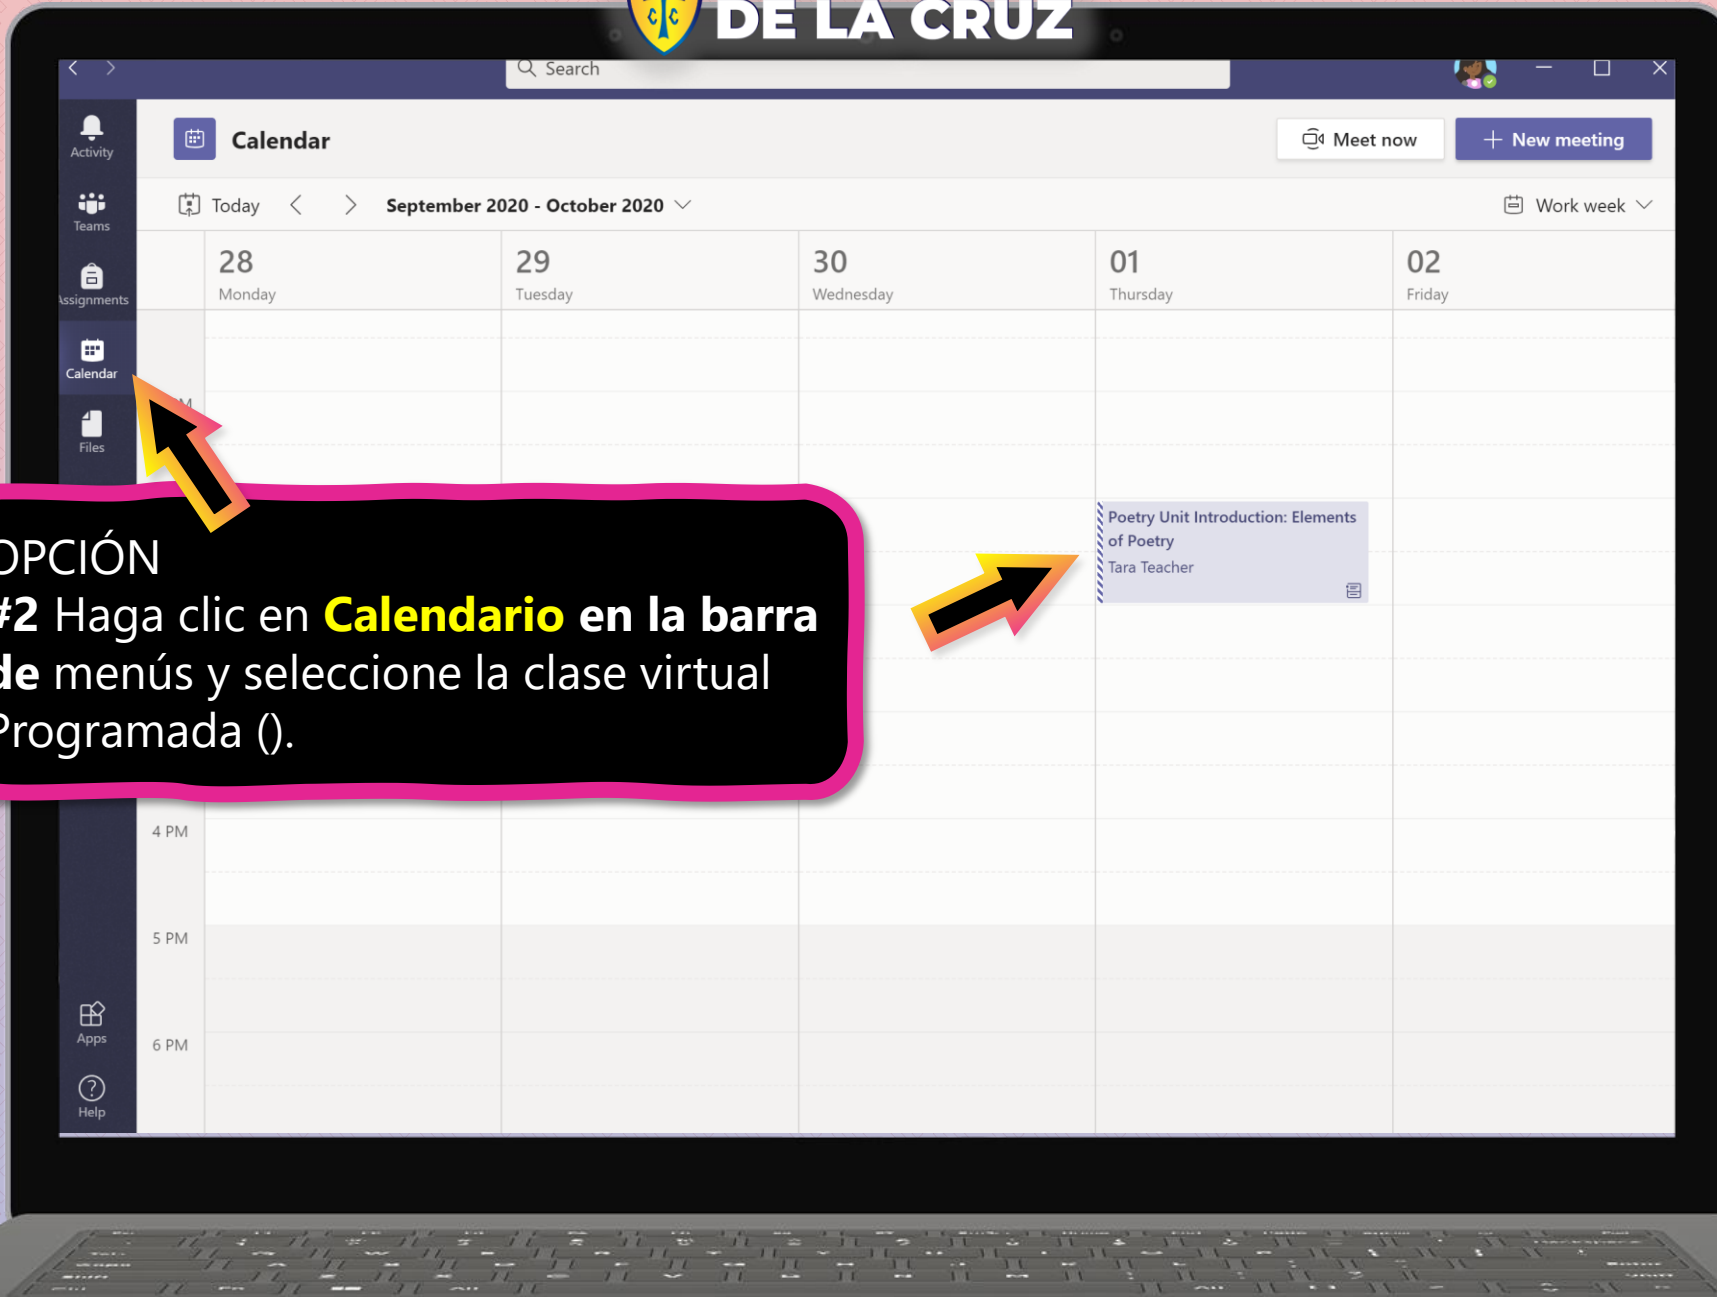 DE LA CRUZ
Search
Activity
Calendar
Meet now
New meeting
Teams
Today
September 2020 - October 2020
Work week
Assignments
28
29
30
01
02
Monday
Tuesday
Wednesday
Thursday
Friday
Calendar
Files
Poetry Unit Introduction: Elements
of Poetry
Tara Teacher
OPCIÓN
#2 Haga clic en Calendario en la barra
de menús y seleccione la clase virtual
Programada ().
4 PM
5 PM
Apps
6 PM
Help